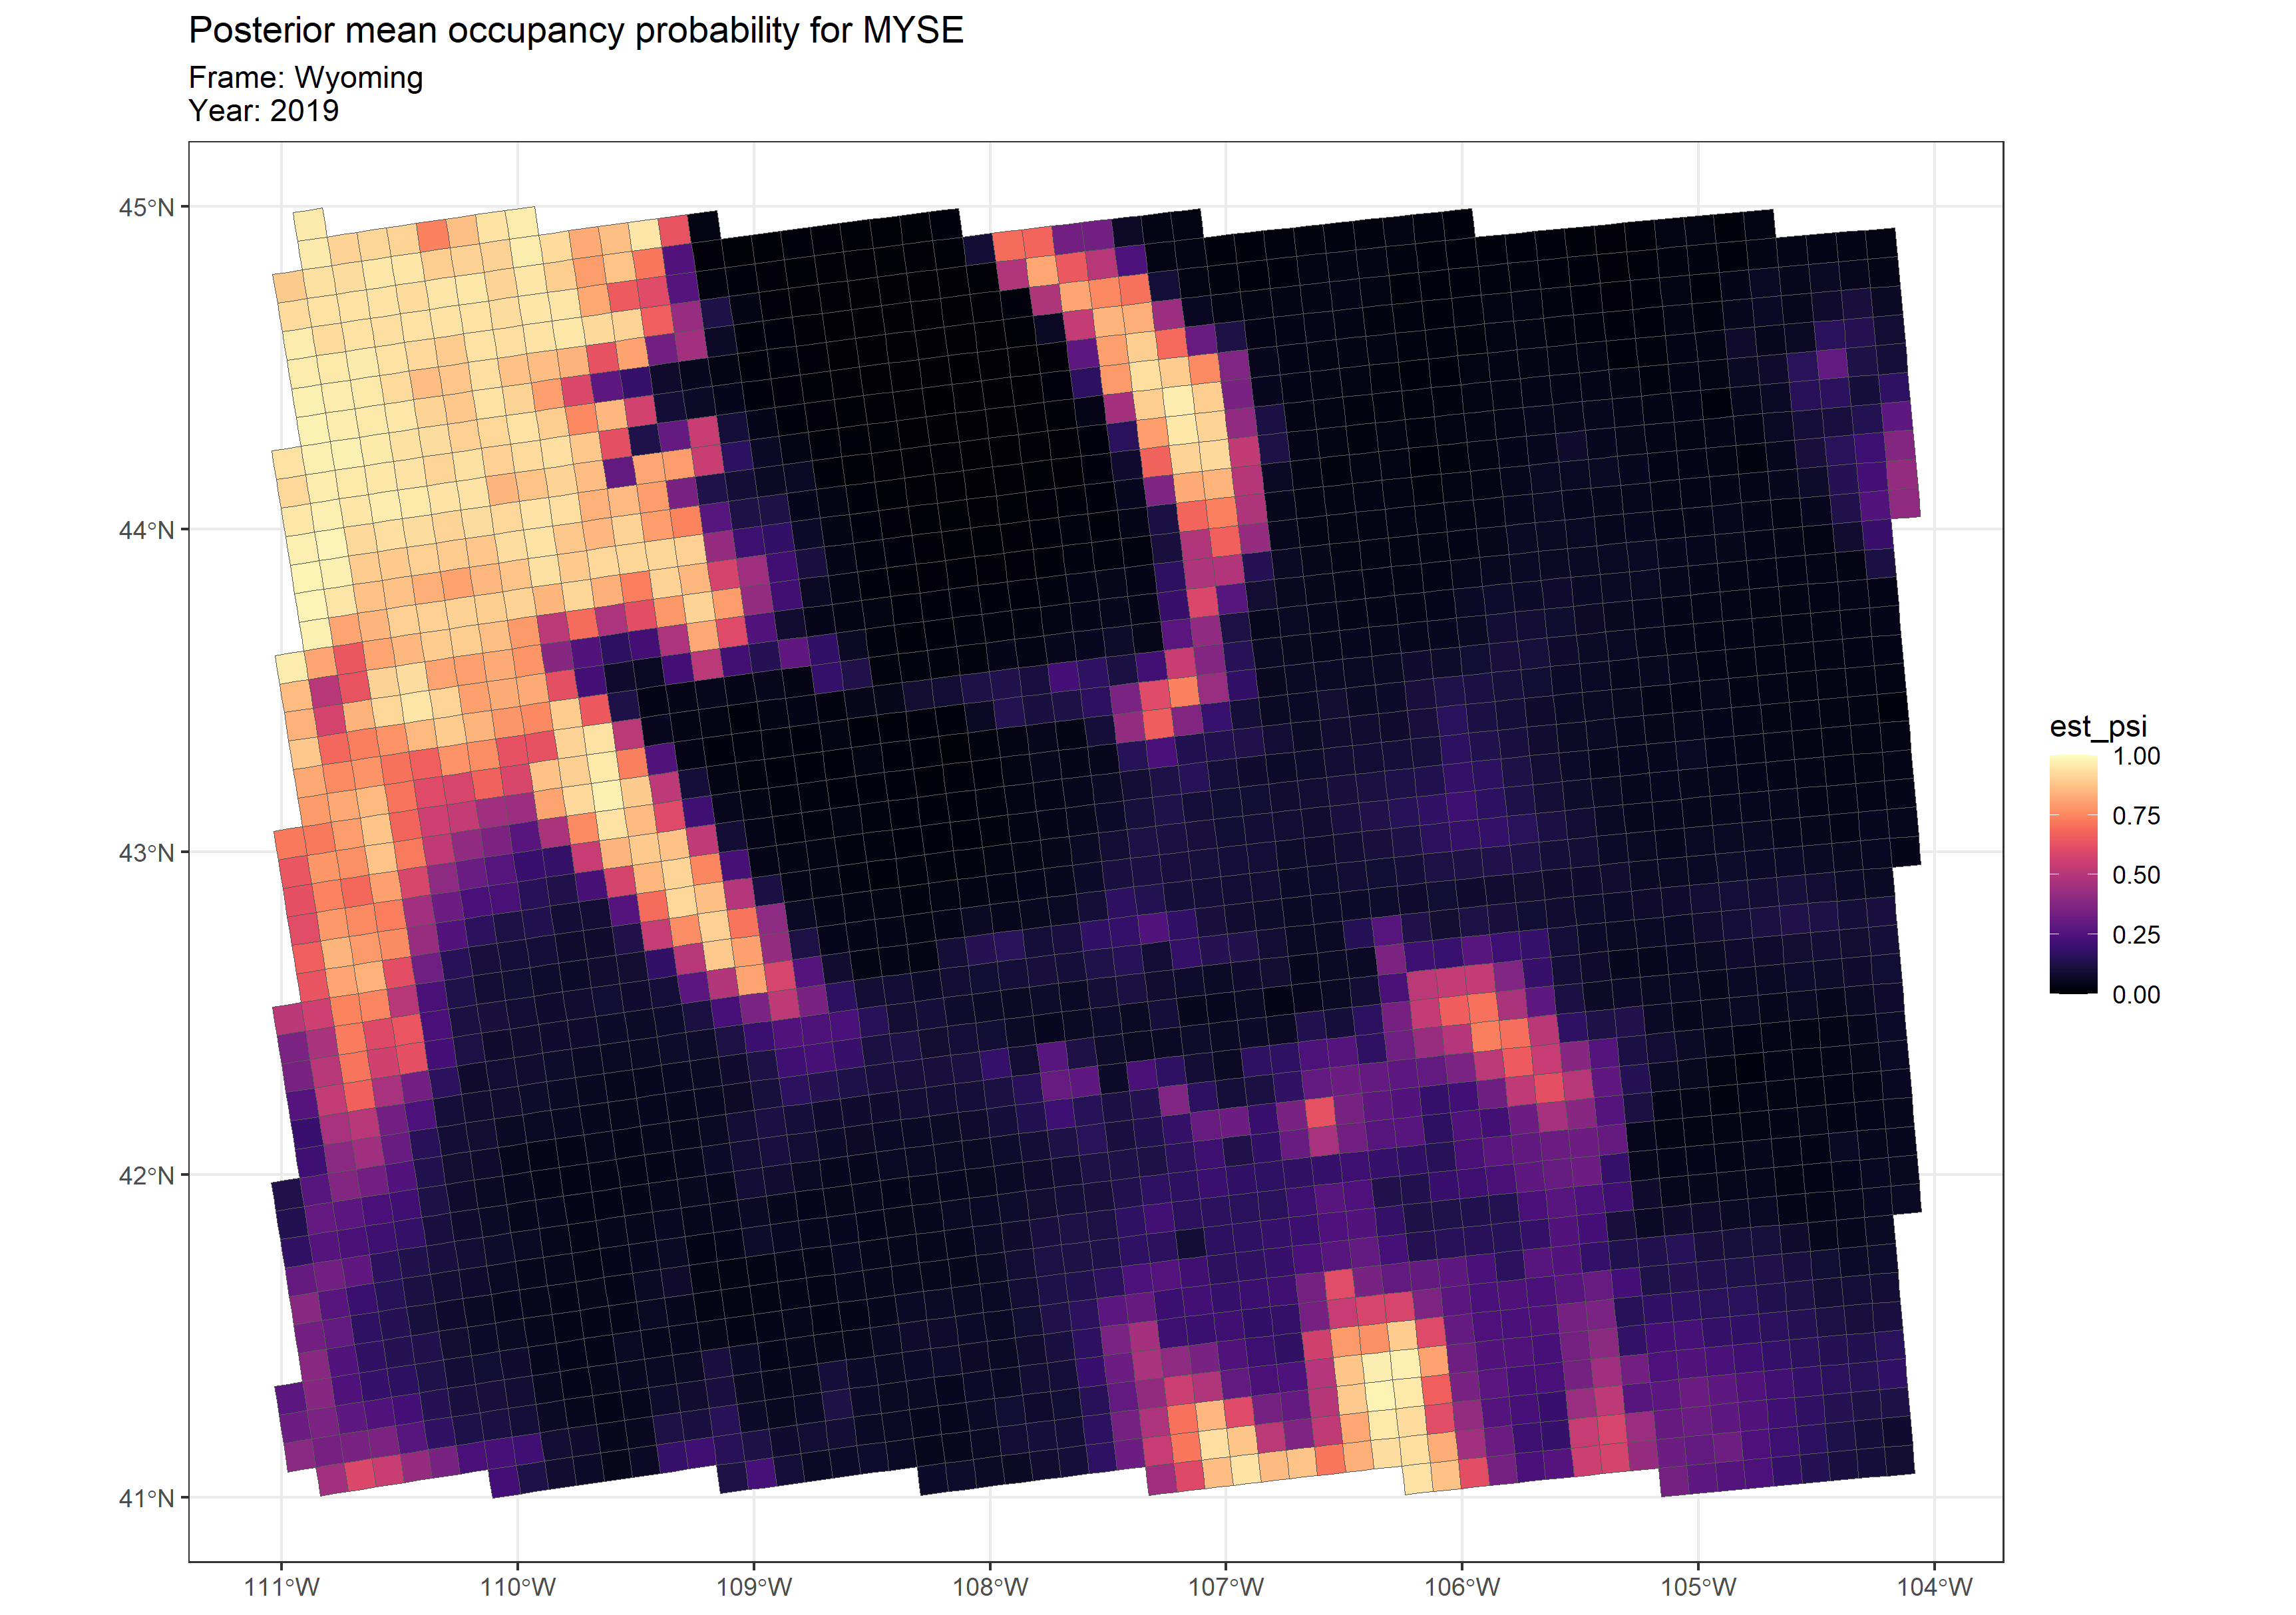 Posterior mean occupancy probability for MYSE
Frame: Wyoming
Year: 2019
45°N
44°N
43°N
42°N
41°N
111°W
110°W
109°W
108°W
107°W
106°W
105°W
104°W
est_psi
1.00
0.75
0.50
0.25
0.00